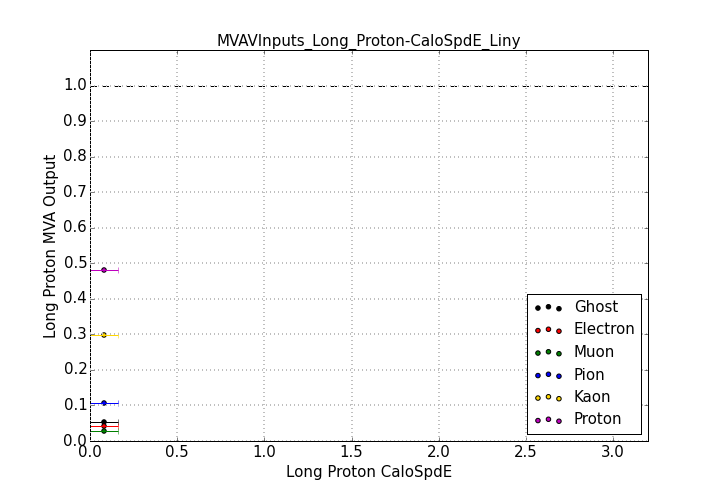 MVAVInputs_Long_Proton-CaloSpdE_Liny
Long Proton MVA Output
1.0
0.9
0.8
0.7
0.6
0.5
0.4
0.3
0.2
0.1
0.0
Ghost
Electron
Muon
Pion
Kaon
Proton
0.0 0.5 1.0 1.5 2.0 2.5 3.0
Long Proton CaloSpdE